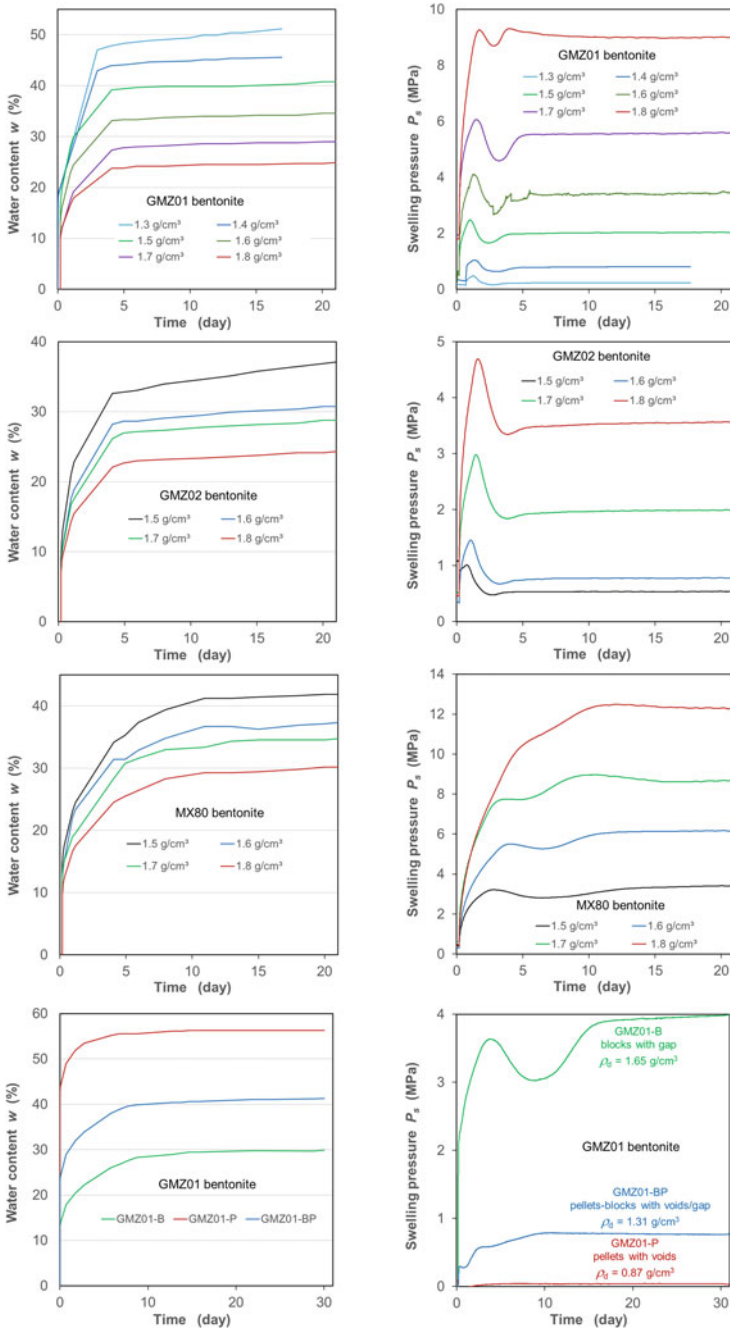 Water content w (%)
50
40
30
20
10
0
GMZ01 bentonite
1.3 g/cm³ 1.4 g/cm³
1.5 g/cm³ 1.6 g/cm³
1.7 g/cm³ 1.8 g/cm³
0 5 10 15 20
Time (day)
Swelling pressure Ps (MPa)
10
8
6
4
2
0
GMZ01 bentonite
1.3 g/cm³ 1.4 g/cm³
1.5 g/cm³ 1.6 g/cm³
1.7 g/cm³ 1.8 g/cm³
0 5 10 15 20
Time (day)
Water content w (%)
40
30
20
10
0
GMZ02 bentonite
1.5 g/cm³ 1.6 g/cm³
1.7 g/cm³ 1.8 g/cm³
0 5 10 15 20
Time (day)
Swelling pressure Ps (MPa)
5
4
3
2
1
0
GMZ02 bentonite
1.5 g/cm³ 1.6 g/cm³
1.7 g/cm³ 1.8 g/cm³
0 5 10 15 20
Time (day)
Water content w (%)
40
30
20
10
0
MX80 bentonite
1.5 g/cm³ 1.6 g/cm³
1.7 g/cm³ 1.8 g/cm³
0 5 10 15 20
Time (day)
Swelling pressure Ps (MPa)
14
12
10
8
6
4
2
0
MX80 bentonite
1.5 g/cm³ 1.6 g/cm³
1.7 g/cm³ 1.8 g/cm³
0 5 10 15 20
Time (day)
Water content w (%)
60
50
40
30
20
10
0
GMZ01 bentonite
GMZ01-B GMZ01-P GMZ01-BP
0 10 20 30
Time (day)
Swelling pressure Ps (MPa)
4
3
2
1
0
GMZ01-B
blocks with gap
ρd = 1.65 g/cm³
GMZ01 bentonite
GMZ01-BP
pellets-blocks with voids/gap
ρd = 1.31 g/cm³
GMZ01-P
pellets with voids
ρd = 0.87 g/cm³
0 10 20 30
Time (day)